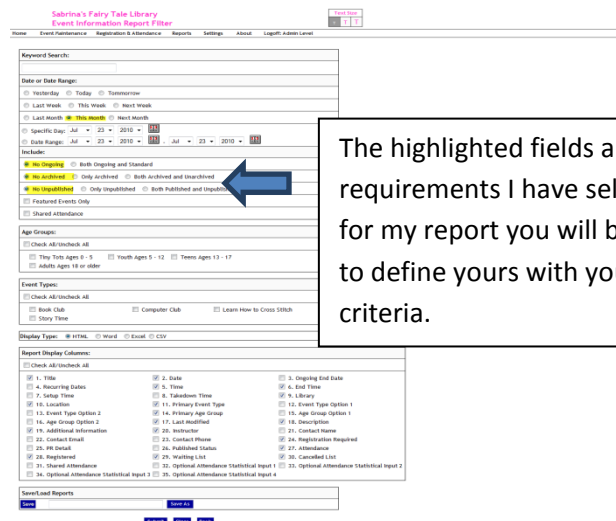 Sabrina's Fairy Tale Library
Event Information Report Filter
Text Size
T T
Home Event Maintenance Registration & Attendance Reports Settings About Logoff: Admin Level
Keyword Search:
Date or Date Range:
Yesterday Today Tommorrow
Last Week This Week Next Week
Last Month This Month Next Month
Specific Day: Jul 23 2010
Date Range: Jul 23 2010 - Jul 23 2010
Include:
No Ongoing Both Ongoing and Standard
No Archived Only Archived Both Archived and Unarchived
No Unpublished Only Unpublished Both Published and Unpublis
Featured Events Only
Shared Attendance
The highlighted fields a
requirements I have sel
for my report you will b
to define yours with yo
criteria.
Age Groups:
Check All/Uncheck All
Tiny Tots Ages 0 - 5 Youth Ages 5 - 12 Teens Ages 13 - 17
Adults Ages 18 or older
Event Types:
Check All/Uncheck All
Book Club Computer Club Learn How to Cross Stitch
Story Time
Display Type: HTML Word Excel CSV
Report Display Columns:
Check All/Uncheck All
1. Title 2. Date 3. Ongoing End Date
4. Recurring Dates 5. Time 6. End Time
7. Setup Time 8. Takedown Time 9. Library
10. Location 11. Primary Event Type 12. Event Type Option 1
13. Event Type Option 2 14. Primary Age Group 15. Age Group Option 1
16. Age Group Option 2 17. Last Modified 18. Description
19. Additional Information 20. Instructor 21. Contact Name
22. Contact Email 23. Contact Phone 24. Registration Required
25. PR Detail 26. Published Status 27. Attendance
28. Registered 29. Waiting List 30. Cancelled List
31. Shared Attendance 32. Optional Attendance Statistical Input 1 33. Optional Attendance Statistical Input 2
34. Optional Attendance Statistical Input 3 35. Optional Attendance Statistical Input 4
Save/Load Reports
Save Save As